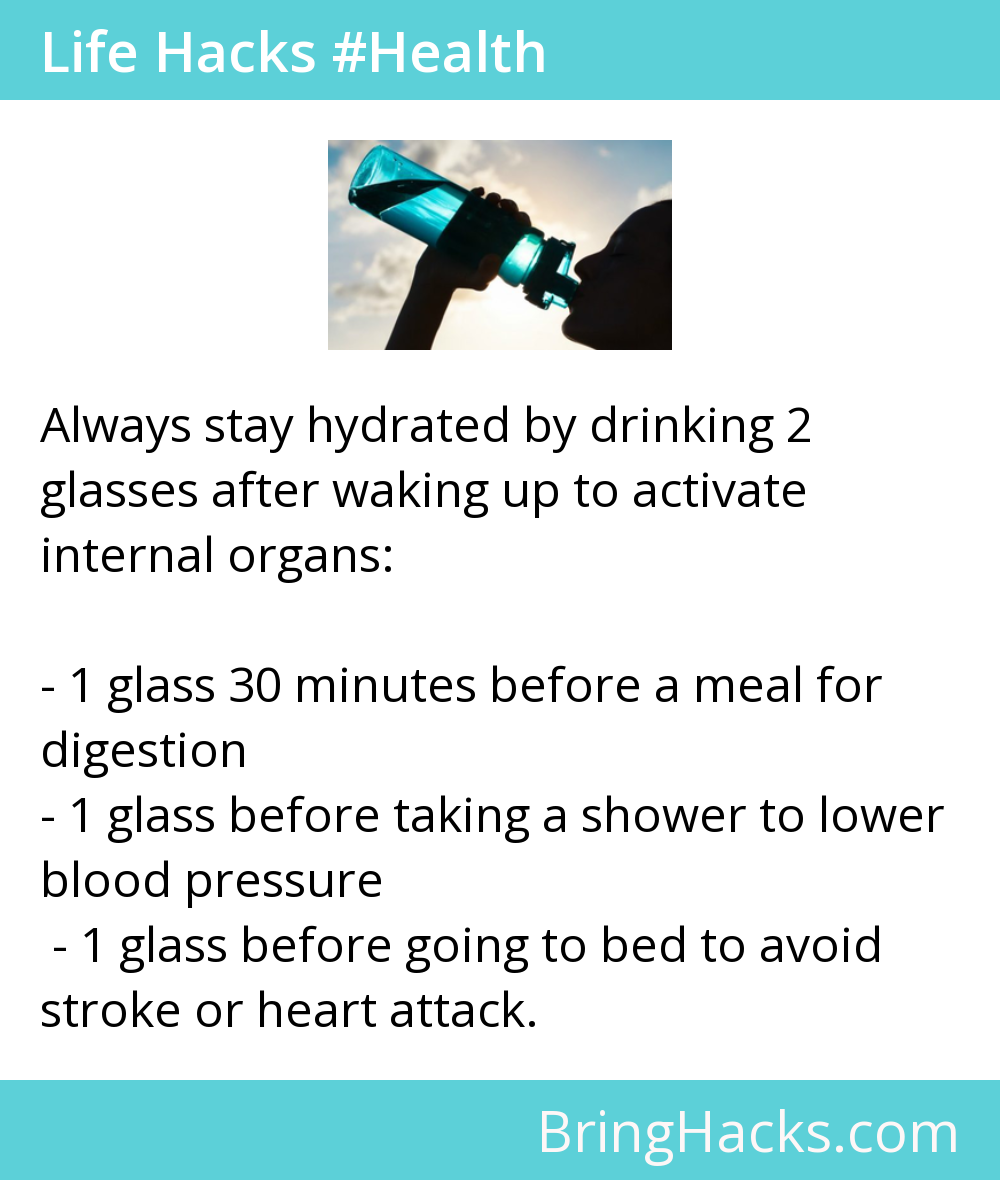 Life Hacks #Health
Always stay hydrated by drinking 2
glasses after waking up to activate
internal organs:
- 1 glass 30 minutes before a meal for
digestion
- 1 glass before taking a shower to lower
blood pressure
- 1 glass before going to bed to avoid
stroke or heart attack.
BringHacks.com